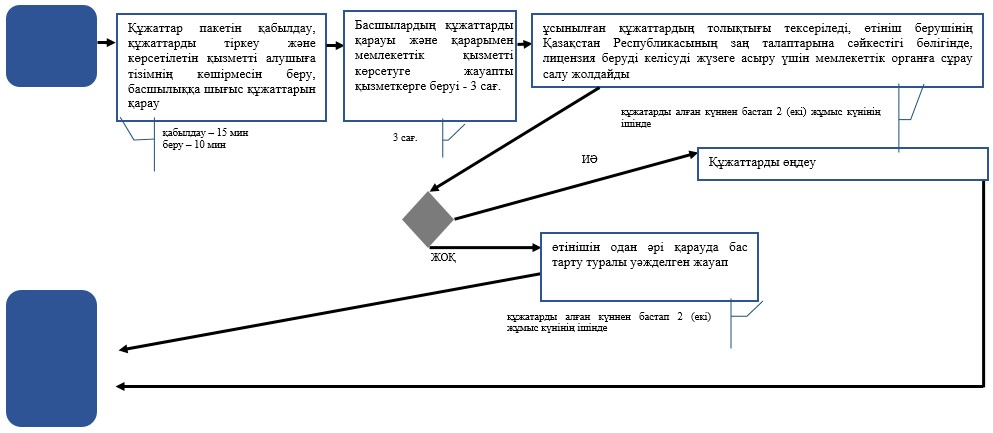 Құжаттар пакетін қабылдау,
құжаттарды тіркеу және
көрсетілетін қызметті алушыға
тізімнің көшірмесін беру,
басшылыққа шығыс құжаттарын
қарау
қабылдау – 15 мин
беру – 10 мин
Басшылардың құжаттарды
қарауы және қарарымен
мемлекеттік қызметті
көрсетуге жауапты
қызметкерге беруі - 3 сағ.
3 сағ.
ұсынылған құжаттардың толықтығы тексеріледі, өтініш берушінің
Қазақстан Республикасының заң талаптарына сәйкестігі бөлігінде,
лицензия беруді келісуді жүзеге асыру үшін мемлекеттік органға сұрау
салу жолдайды
құжатарды алған күннен бастап 2 (екі) жұмыс күнінің
ішінде
ИӘ
Құжаттарды өңдеу
ЖОҚ
өтінішін одан әрі қарауда бас
тарту туралы уәжделген жауап
құжатарды алған күннен бастап 2 (екі)
жұмыс күнінің ішінде